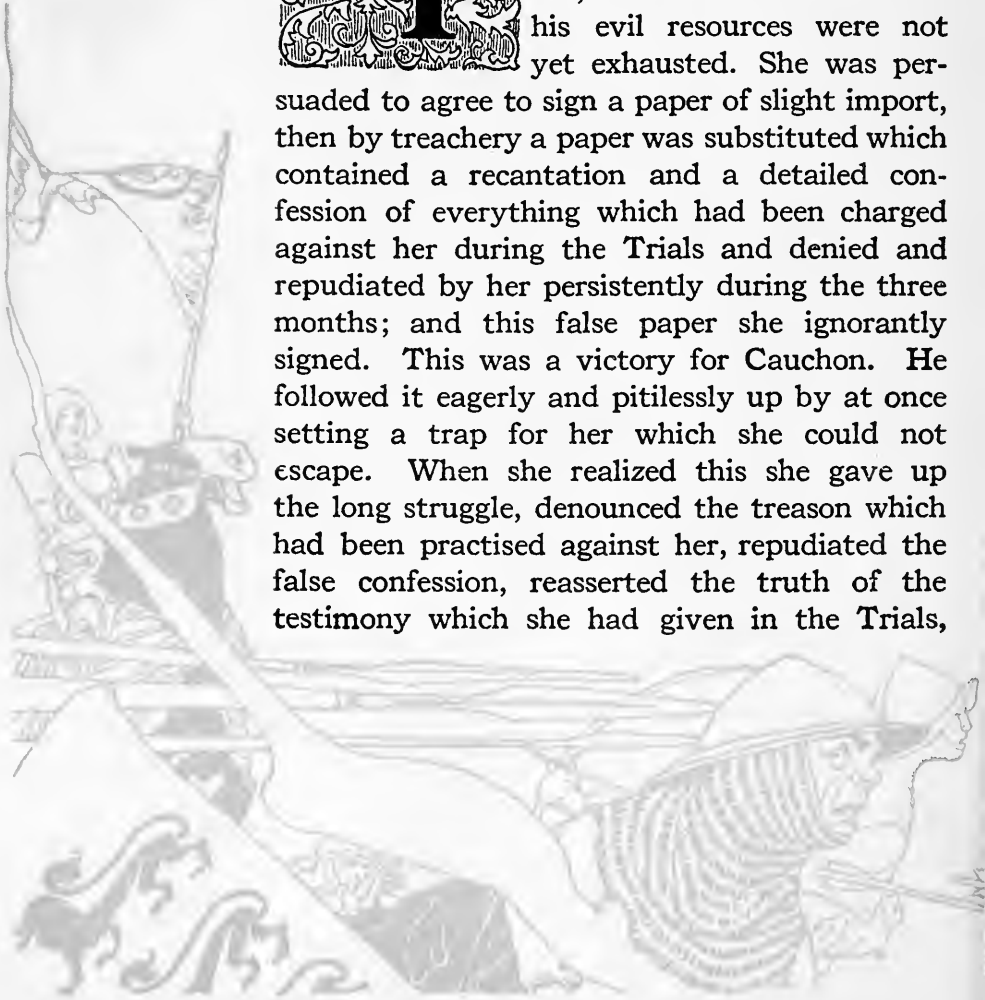 his evil resources were not
yet exhausted. She was per-
suaded to agree to sign a paper of slight import,
then by treachery a paper was substituted which
contained a recantation and a detailed con-
fession of everything which had been charged
against her during the Trials and denied and
repudiated by her persistently during the three
months; and this false paper she ignorantly
signed. This was a victory for Cauchon. He
followed it eagerly and pitilessly up by at once
setting a trap for her which she could not
escape. When she realized this she gave up
the long struggle, denounced the treason which
had been practised against her, repudiated the
false confession, reasserted the truth of the
testimony which she had given in the Trials,